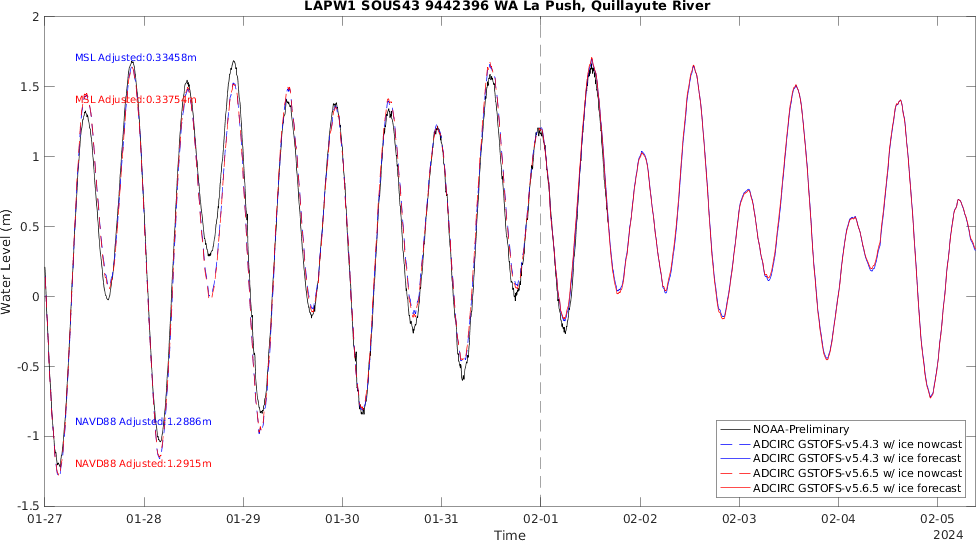 LAPW1 SOUS43 9442396 WA La Push, Quillayute River
2
1.5
1
0.5
0
-0.5
-1
-1.5
Water Level (m)
MSL Adjusted:0.33458m
MSL Adjusted:0.33754m
NAVD88 Adjusted:1.2886m
NAVD88 Adjusted:1.2915m
NOAA-Preliminary
ADCIRC GSTOFS-v5.4.3 w/ ice nowcast
ADCIRC GSTOFS-v5.4.3 w/ ice forecast
ADCIRC GSTOFS-v5.6.5 w/ ice nowcast
ADCIRC GSTOFS-v5.6.5 w/ ice forecast
01-27 01-28 01-29 01-30 01-31 02-01 02-02 02-03 02-04 02-05
Time
2024